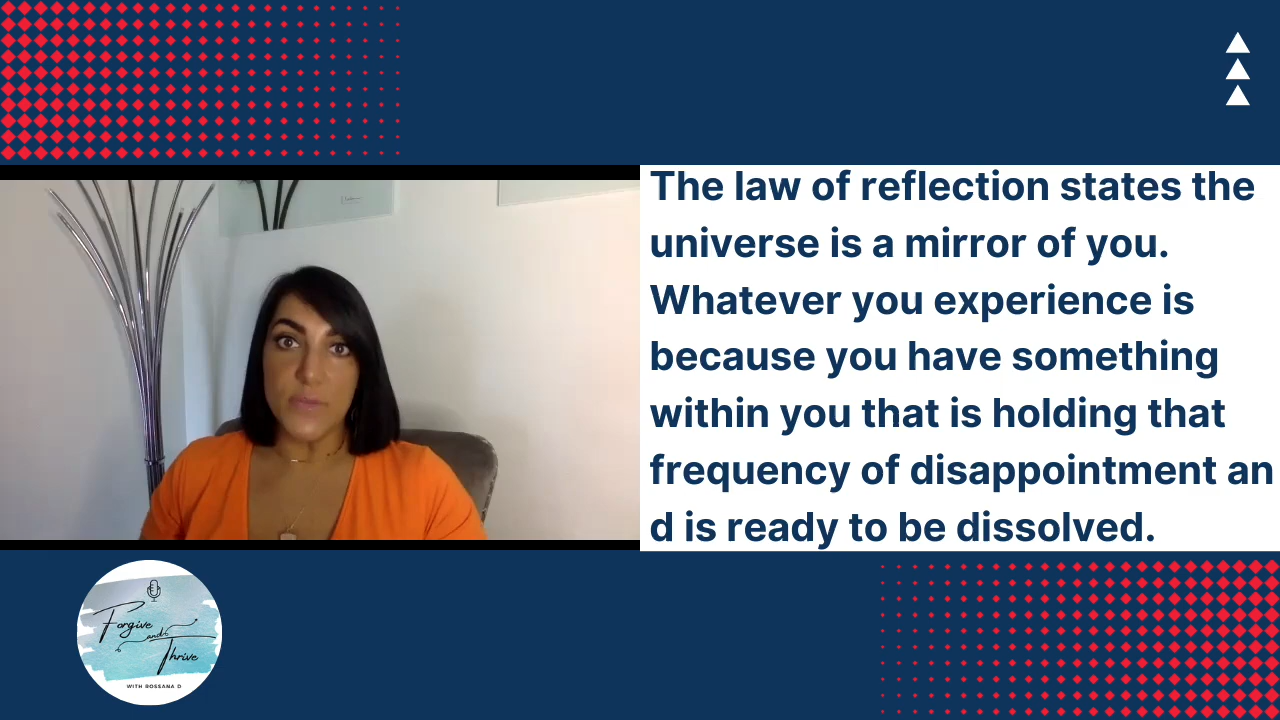 The law of reflection states the
universe is a mirror of you.
Whatever you experience is
because you have something
within you that is holding that
frequency of disappointment an
d is ready to be dissolved.
Forgive
and
Thrive
WITH ROSSANA D